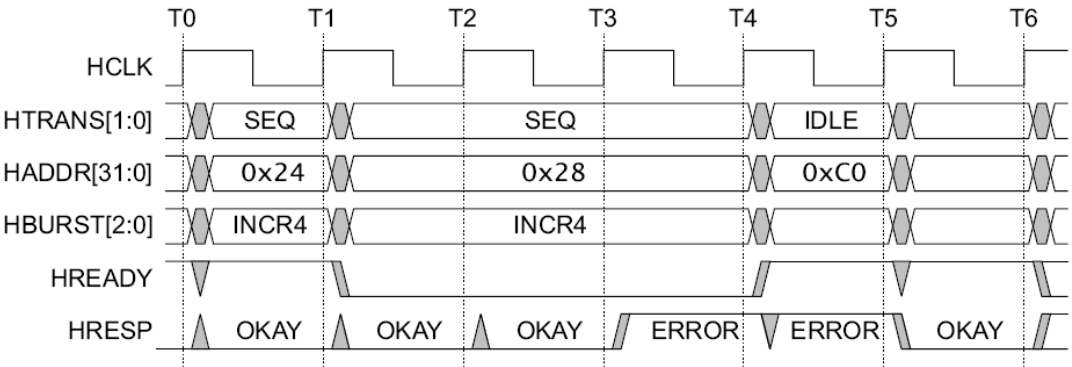 T0 T1 T2 T3 T4 T5 T6
HCLK
HTRANS[1:0] SEQ SEQ IDLE
HADDR[31:0] 0x24 0x28 0xC0
HBURST[2:0] INCR4 INCR4
HREADY
HRESP OKAY OKAY OKAY ERROR ERROR OKAY